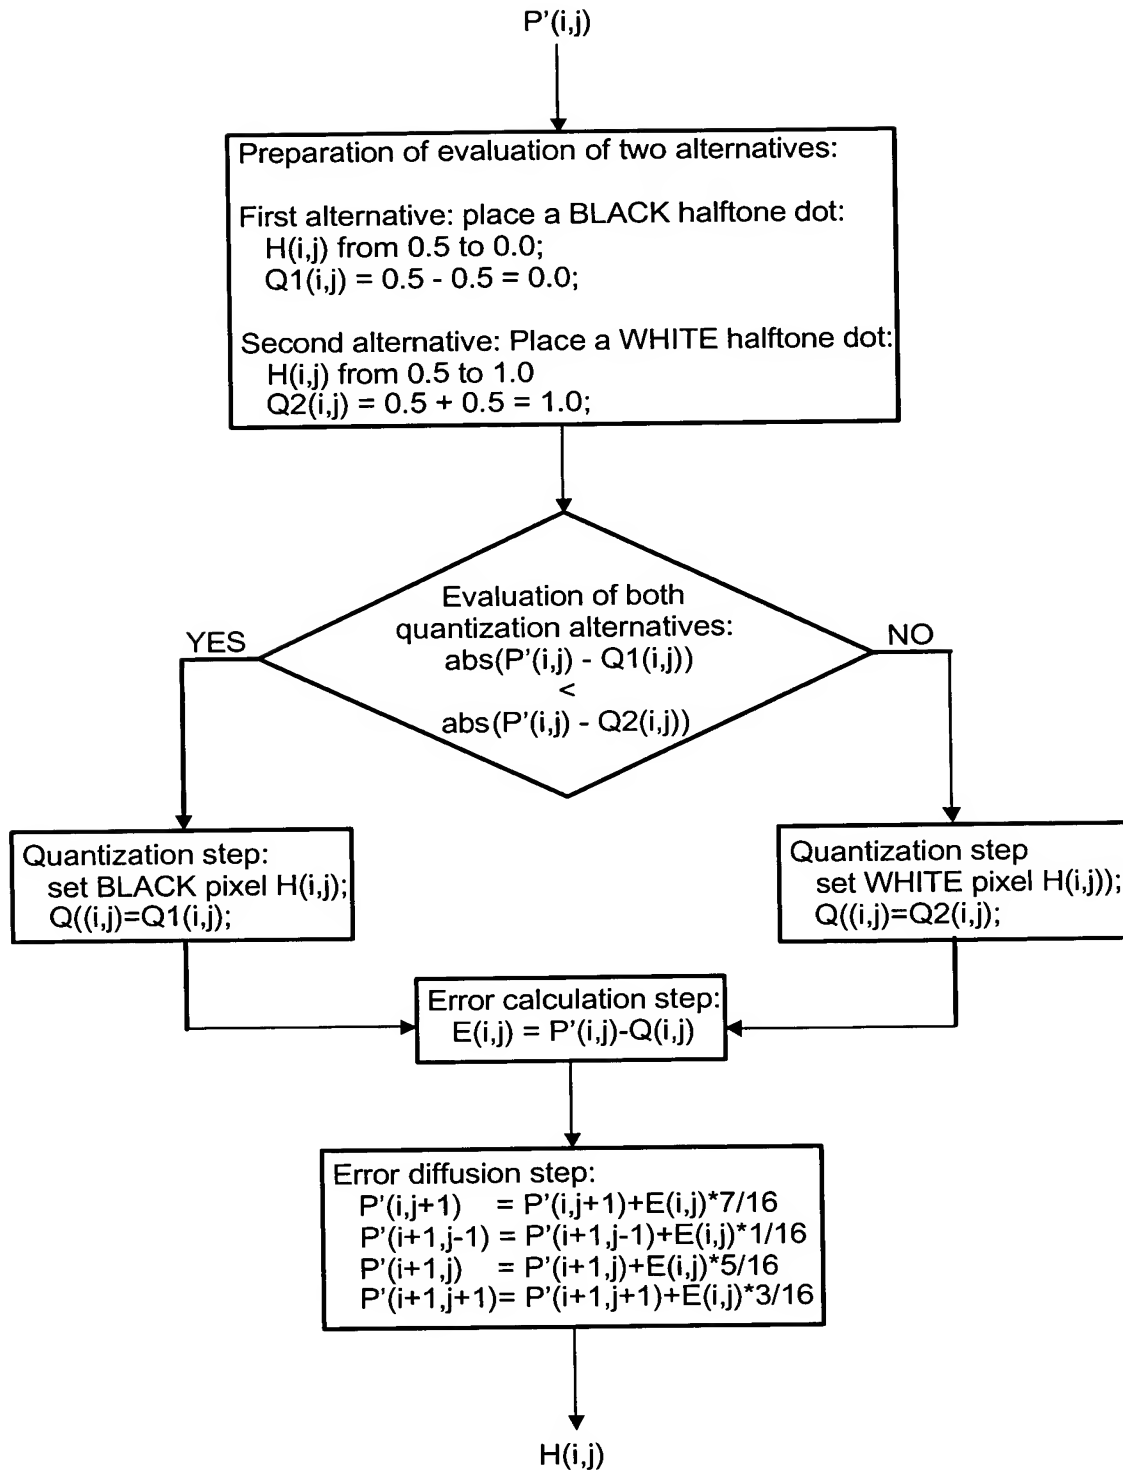 P'(i,j)
Preparation of evaluation of two alternatives:
First alternative: place a BLACK halftone dot:
H(i,j) from 0.5 to 0.0;
Q1(i,j) = 0.5 - 0.5 = 0.0;
Second alternative: Place a WHITE halftone dot:
H(i,j) from 0.5 to 1.0
Q2(i,j) = 0.5 + 0.5 = 1.0;
Evaluation of both
quantization alternatives:
abs(P'(i,j) - Q1(i,j))
<
abs(P'(i,j) - Q2(i,j))
YES
NO
Quantization step:
set BLACK pixel H(i,j);
Q((i,j)=Q1(i,j);
Quantization step
set WHITE pixel H(i,j));
Q((i,j)=Q2(i,j);
Error calculation step:
E(i,j) = P'(i,j)-Q(i,j)
Error diffusion step:
P'(i,j+1) = P'(i,j+1)+E(i,j)*7/16
P'(i+1,j-1) = P'(i+1,j-1)+E(i,j)*1/16
P'(i+1,j) = P'(i+1,j)+E(i,j)*5/16
P'(i+1,j+1)= P'(i+1,j+1)+E(i,j)*3/16
H(i,j)